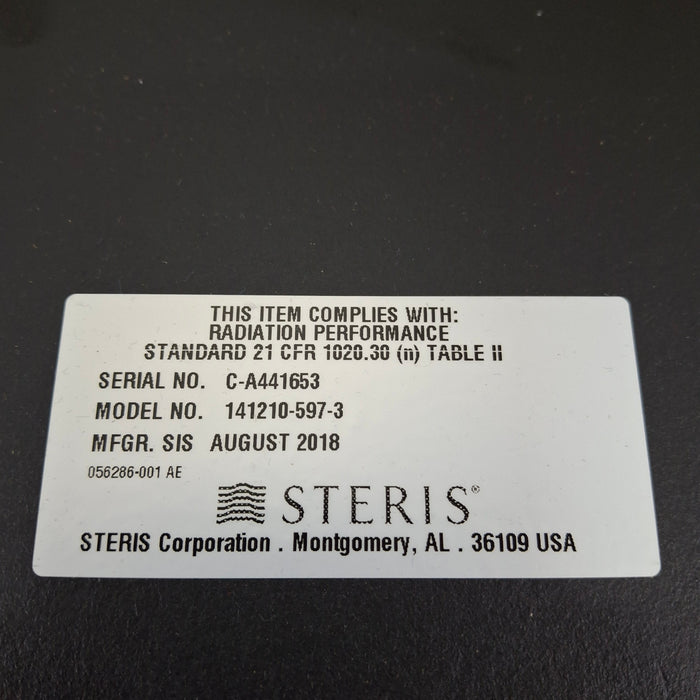 THIS ITEM COMPLIES WITH:
RADIATION PERFORMANCE
STANDARD 21 CFR 1020.30 (n) TABLE II
SERIAL NO. C-A441653
MODEL NO. 141210-597-3
MFGR. SIS AUGUST 2018
056286-001 AE
STERIS®
STERIS Corporation . Montgomery, AL . 36109 USA